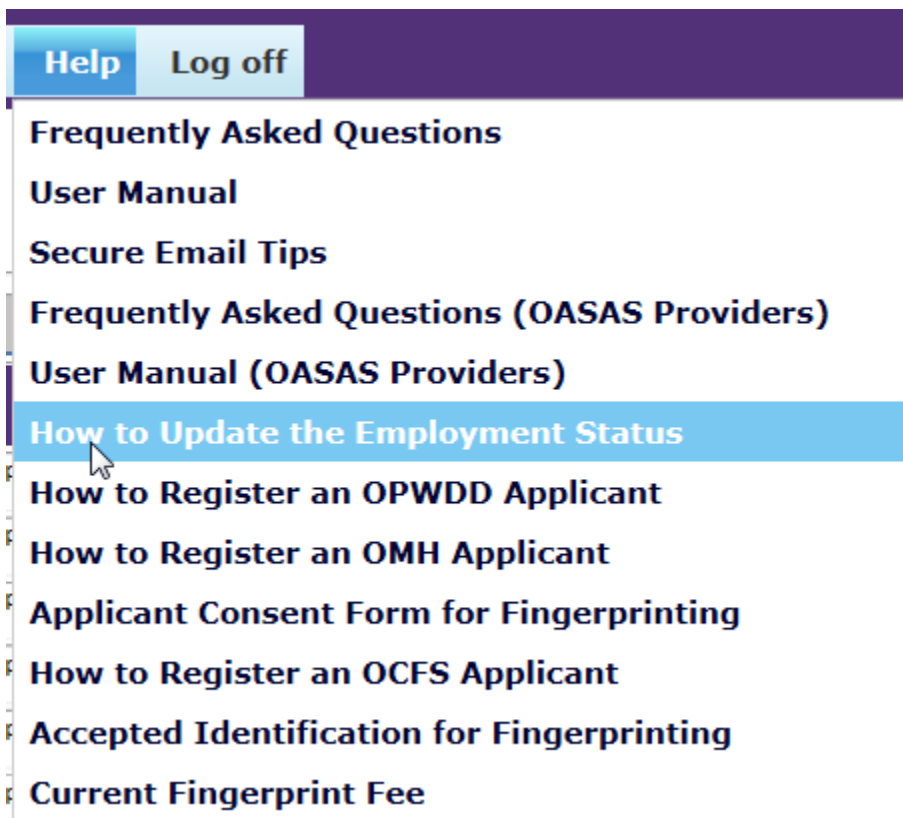 Help Log off
Frequently Asked Questions
User Manual
Secure Email Tips
Frequently Asked Questions (OASAS Providers)
User Manual (OASAS Providers)
How to Update the Employment Status
How to Register an OPWDD Applicant
How to Register an OMH Applicant
Applicant Consent Form for Fingerprinting
How to Register an OCFS Applicant
Accepted Identification for Fingerprinting
Current Fingerprint Fee